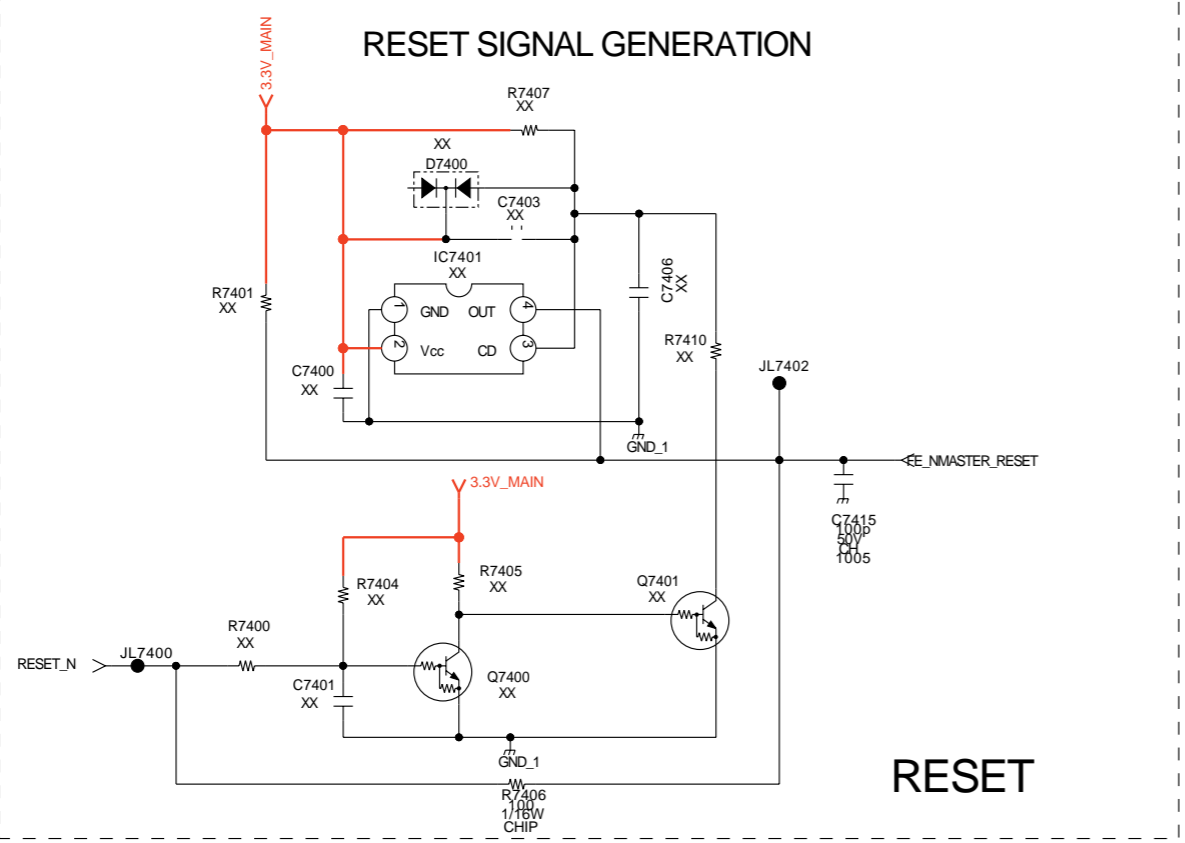 3.3V_MAIN
RESET SIGNAL GENERATION
R7407
XX
XX
D7400
C7403
XX
IC7401
XX
C7406
XX
R7401
XX
1
GND
OUT
4
2
Vcc
CD
3
R7410
XX
C7400
XX
JL7402
GND_1
FE_NMASTER_RESET
3.3V_MAIN
C7415
100p
50V
CH
1005
R7404
XX
R7405
XX
Q7401
XX
R7400
XX
RESET_N
JL7400
C7401
XX
Q7400
XX
GND_1
R7406
100
1/16W
CHIP
RESET